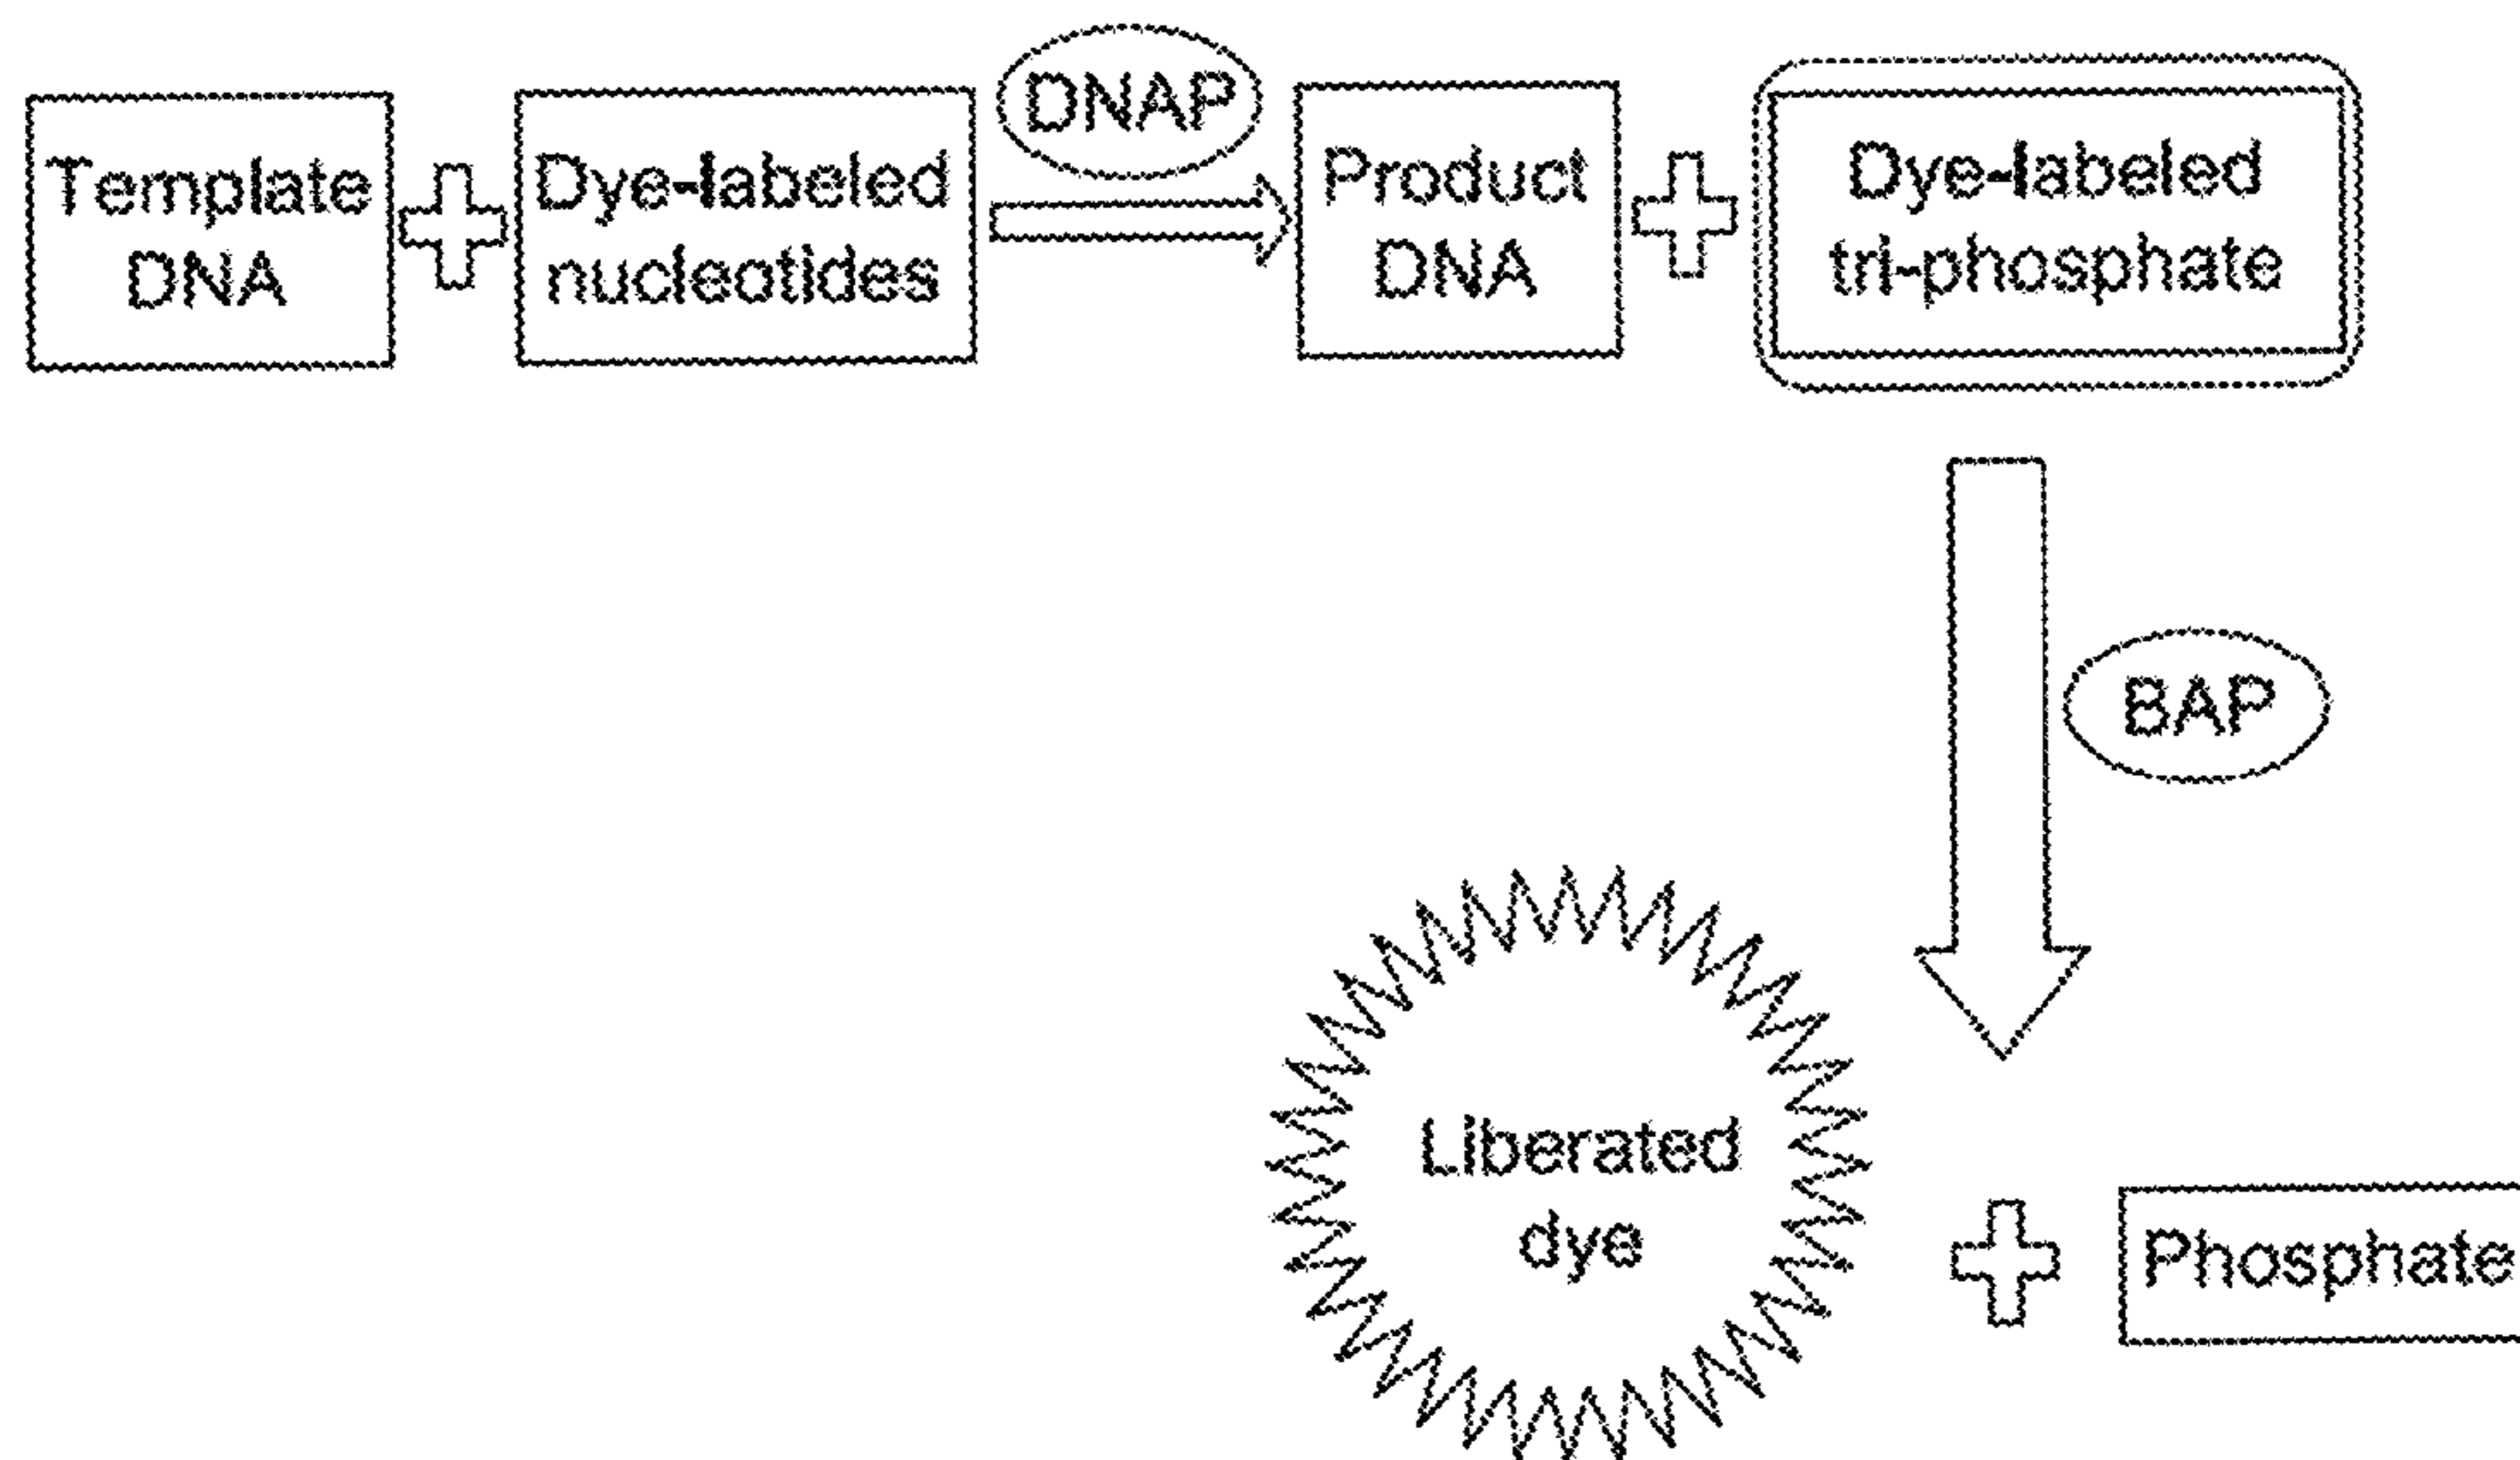 DNAP
Template
DNA
Dye-labeled
nucleotides
Product
DNA
Dye-labeled
tri-phosphate
BAP
Liberated
dye
Phosphate